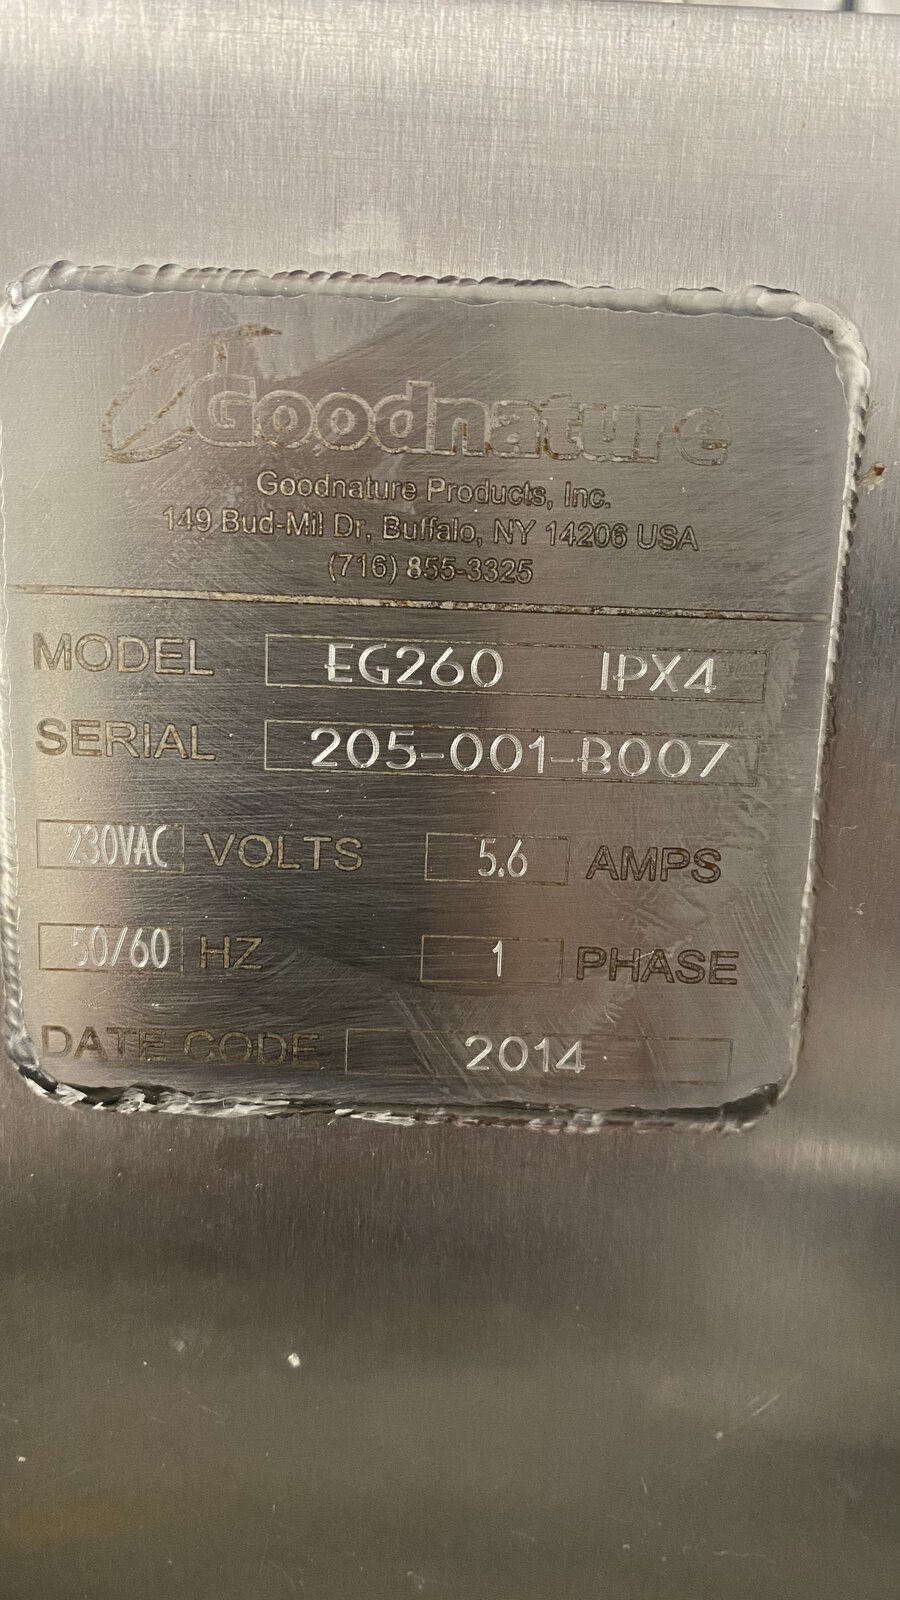 Goodnature
Goodnature Products, Inc.
149 Bud-Mil Dr, Buffalo, NY 14206 USA
(716) 855-3325
MODEL EG260 IPX4
SERIAL 205-001-B007
230VAC VOLTS 5.6 AMPS
50/60 HZ 1 PHASE
DATE CODE 2014